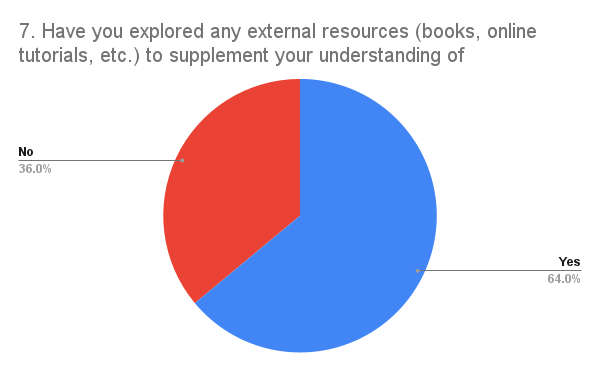 7. Have you explored any external resources (books, online
tutorials, etc.) to supplement your understanding of
No
36.0%
Yes
64.0%